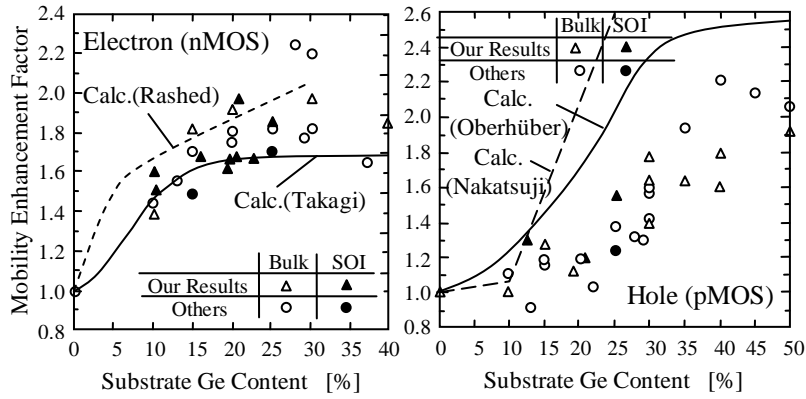 Mobility Enhancement Factor
2.4
2.2
2.0
1.8
1.6
1.4
1.2
1.0
0.8
Electron (nMOS)
Calc.(Rashed)
Calc.(Takagi)
Bulk SOI
Our Results
Others
0 5 10 15 20 25 30 35 40
Substrate Ge Content [%]
2.6
2.4
2.2
2.0
1.8
1.6
1.4
1.2
1.0
0.8
Bulk SOI
Our Results
Others
Calc.
(Oberhüber)
Calc.
(Nakatsuji)
Hole (pMOS)
0 5 10 15 20 25 30 35 40 45 50
Substrate Ge Content [%]